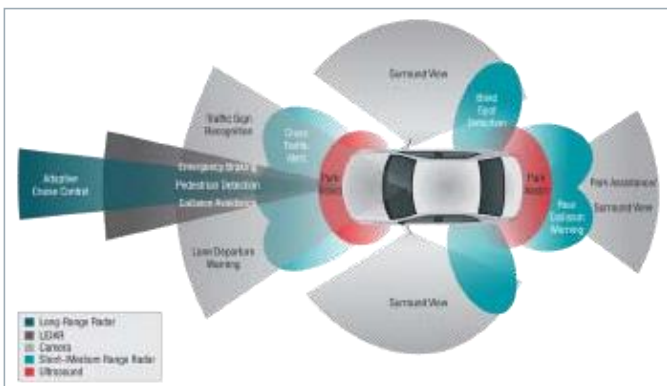 Surround View
Blind
Spot
Detection
Traffic Sign
Recognition
Cross
Traffic
Alert
Emergency Braking
Pedestrian Detection
Collision Avoidance
Adaptive
Cruise Control
Park
Assist
Park
Assist
Park Assistance/
Surround View
Rear
Collision
Warning
Lane Departure
Warning
Surround View
Long-Range Radar
LIDAR
Camera
Short-/Medium Range Radar
Ultrasound